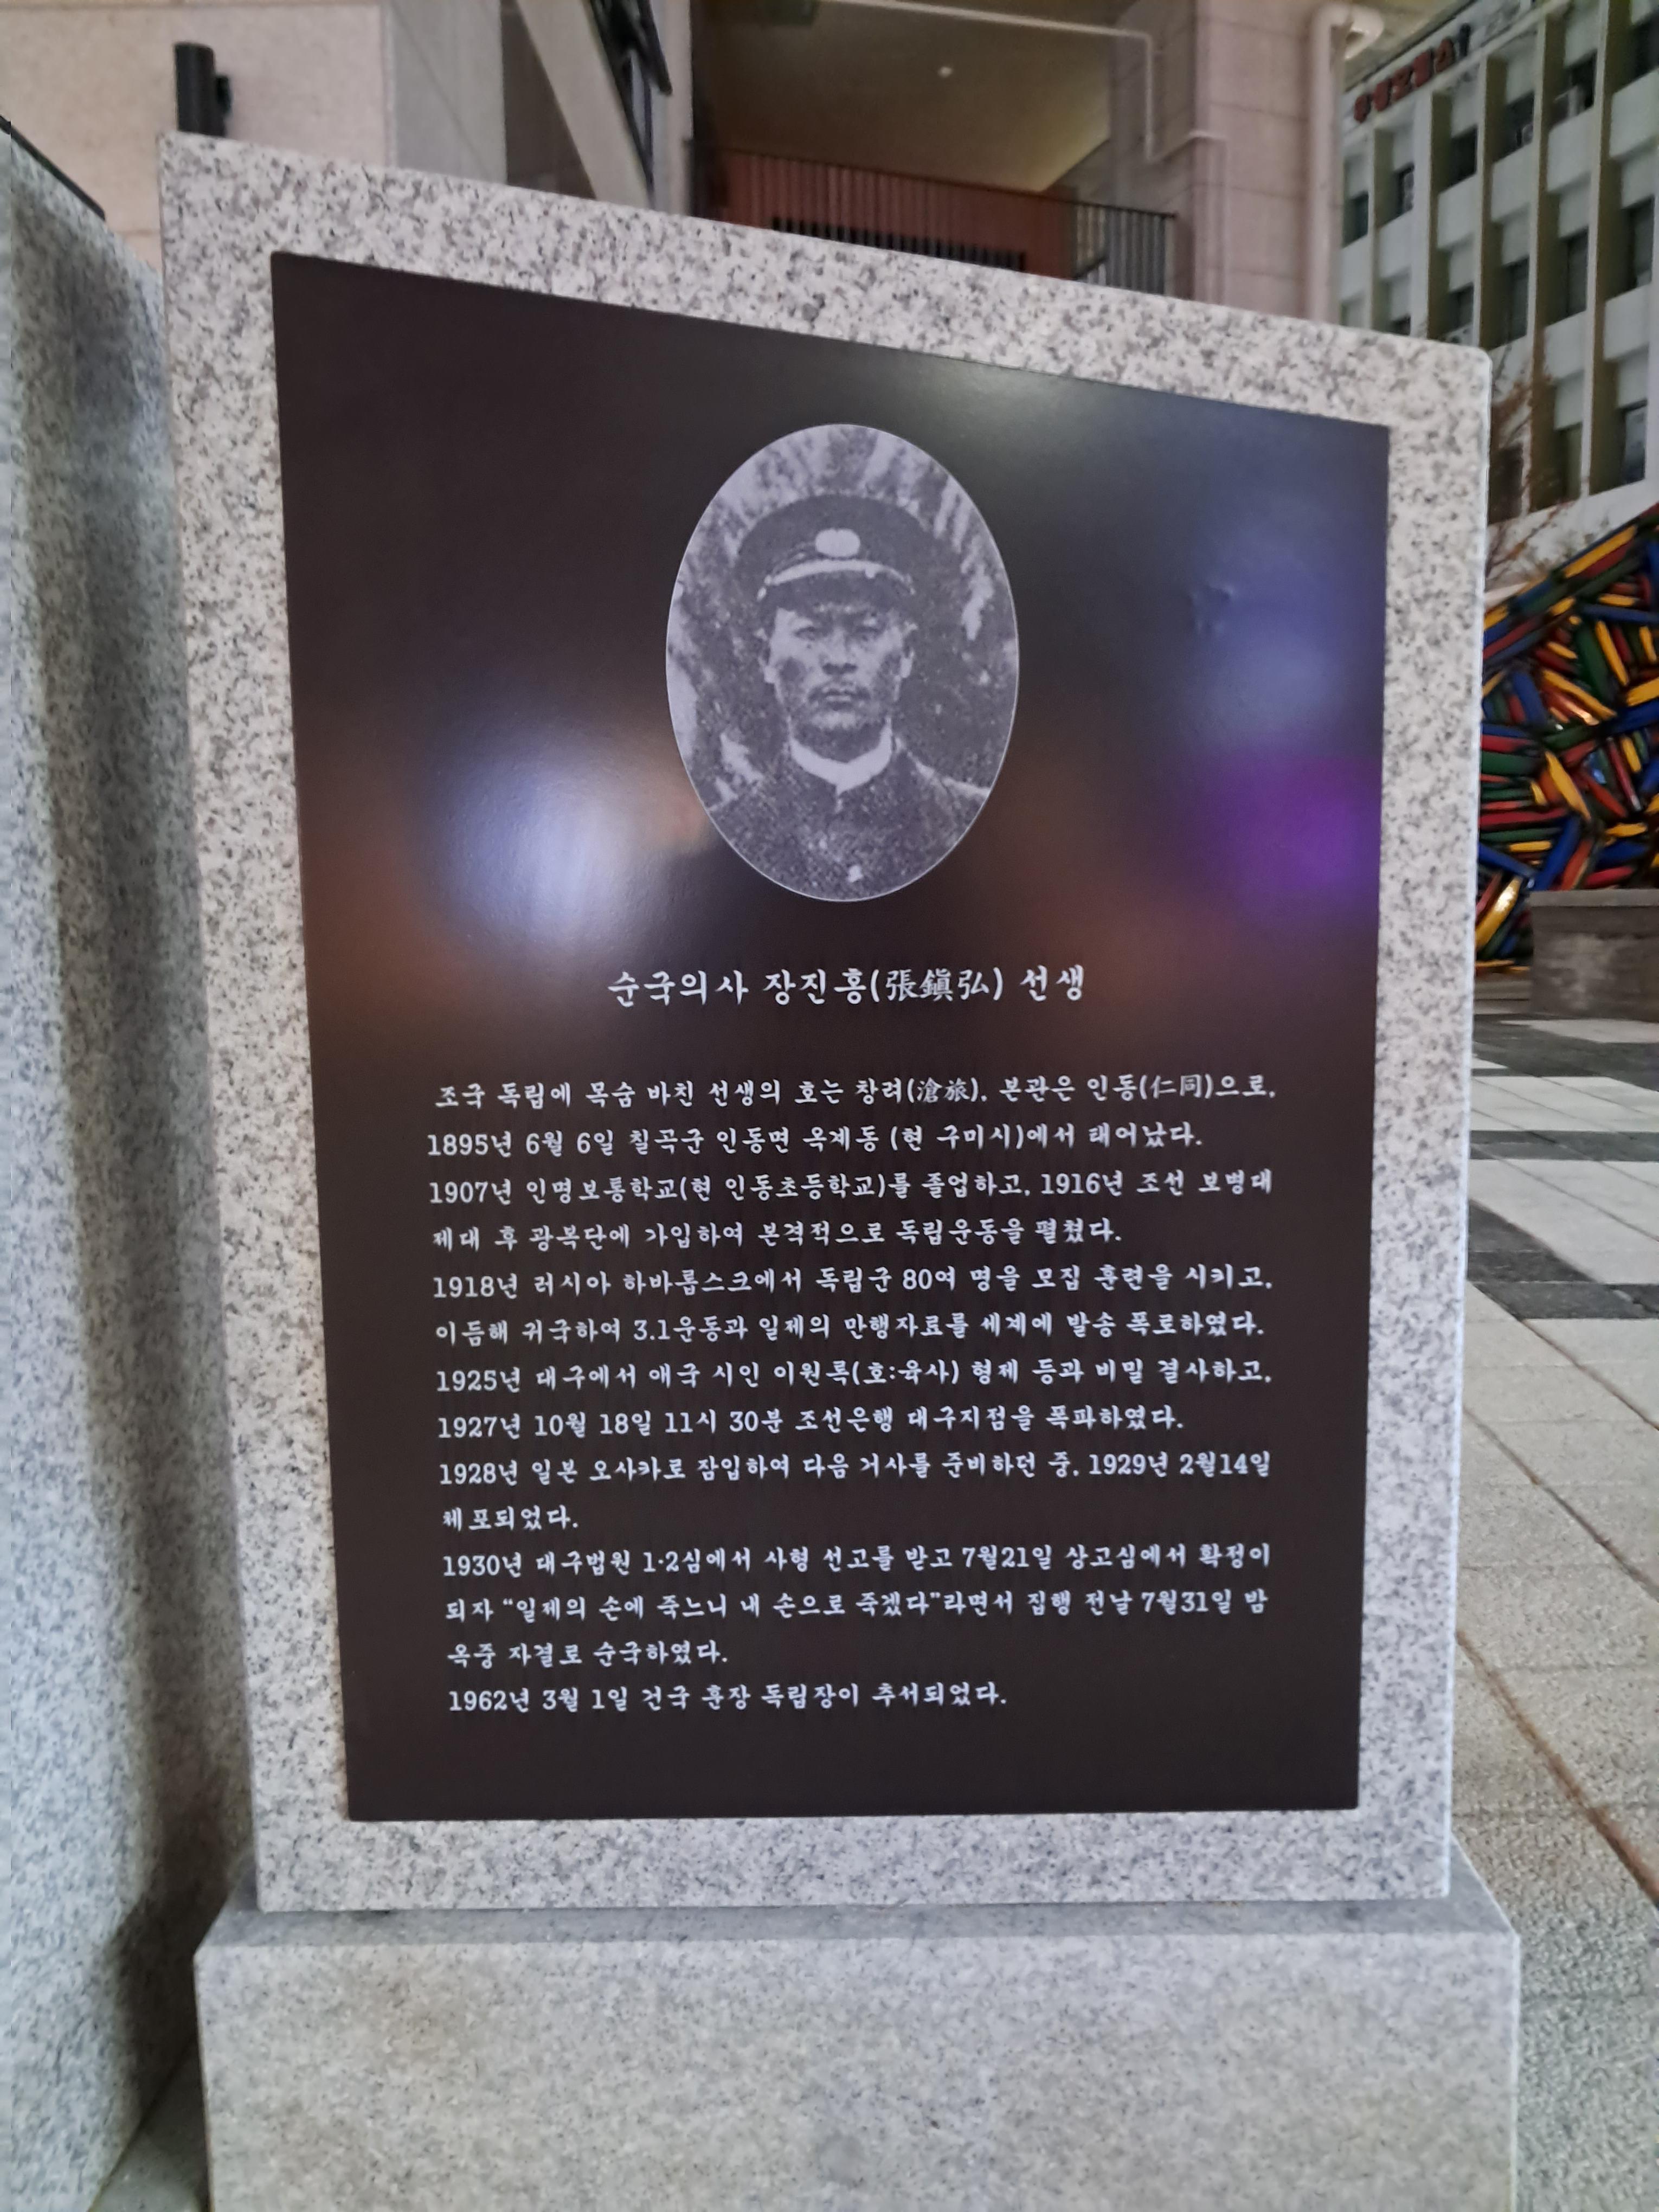 순국의사 장진홍(張鎭弘) 선생
조국 독립에 목숨 바친 선생의 호는 창려(滄旅), 본관은 인동(仁同)으로,
1895년 6월 6일 칠곡군 인동면 옥계동 (현 구미시)에서 태어났다.
1907년 인명보통학교(현 인동초등학교)를 졸업하고, 1916년 조선 보병대
제대 후 광복단에 가입하여 본격적으로 독립운동을 펼쳤다.
1918년 러시아 하바롭스크에서 독립군 80여 명을 모집 훈련을 시키고,
이듬해 귀국하여 3.1운동과 일제의 만행자료를 세계에 발송 폭로하였다.
1925년 대구에서 애국 시인 이원록(호:육사) 형제 등과 비밀 결사하고,
1927년 10월 18일 11시 30분 조선은행 대구지점을 폭파하였다.
1928년 일본 오사카로 잠입하여 다음 거사를 준비하던 중, 1929년 2월14일
체포되었다.
1930년 대구법원 1·2심에서 사형 선고를 받고 7월21일 상고심에서 확정이
되자 “일제의 손에 죽느니 내 손으로 죽겠다”라면서 집행 전날 7월31일 밤
옥중 자결로 순국하였다.
1962년 3월 1일 건국 훈장 독립장이 추서되었다.